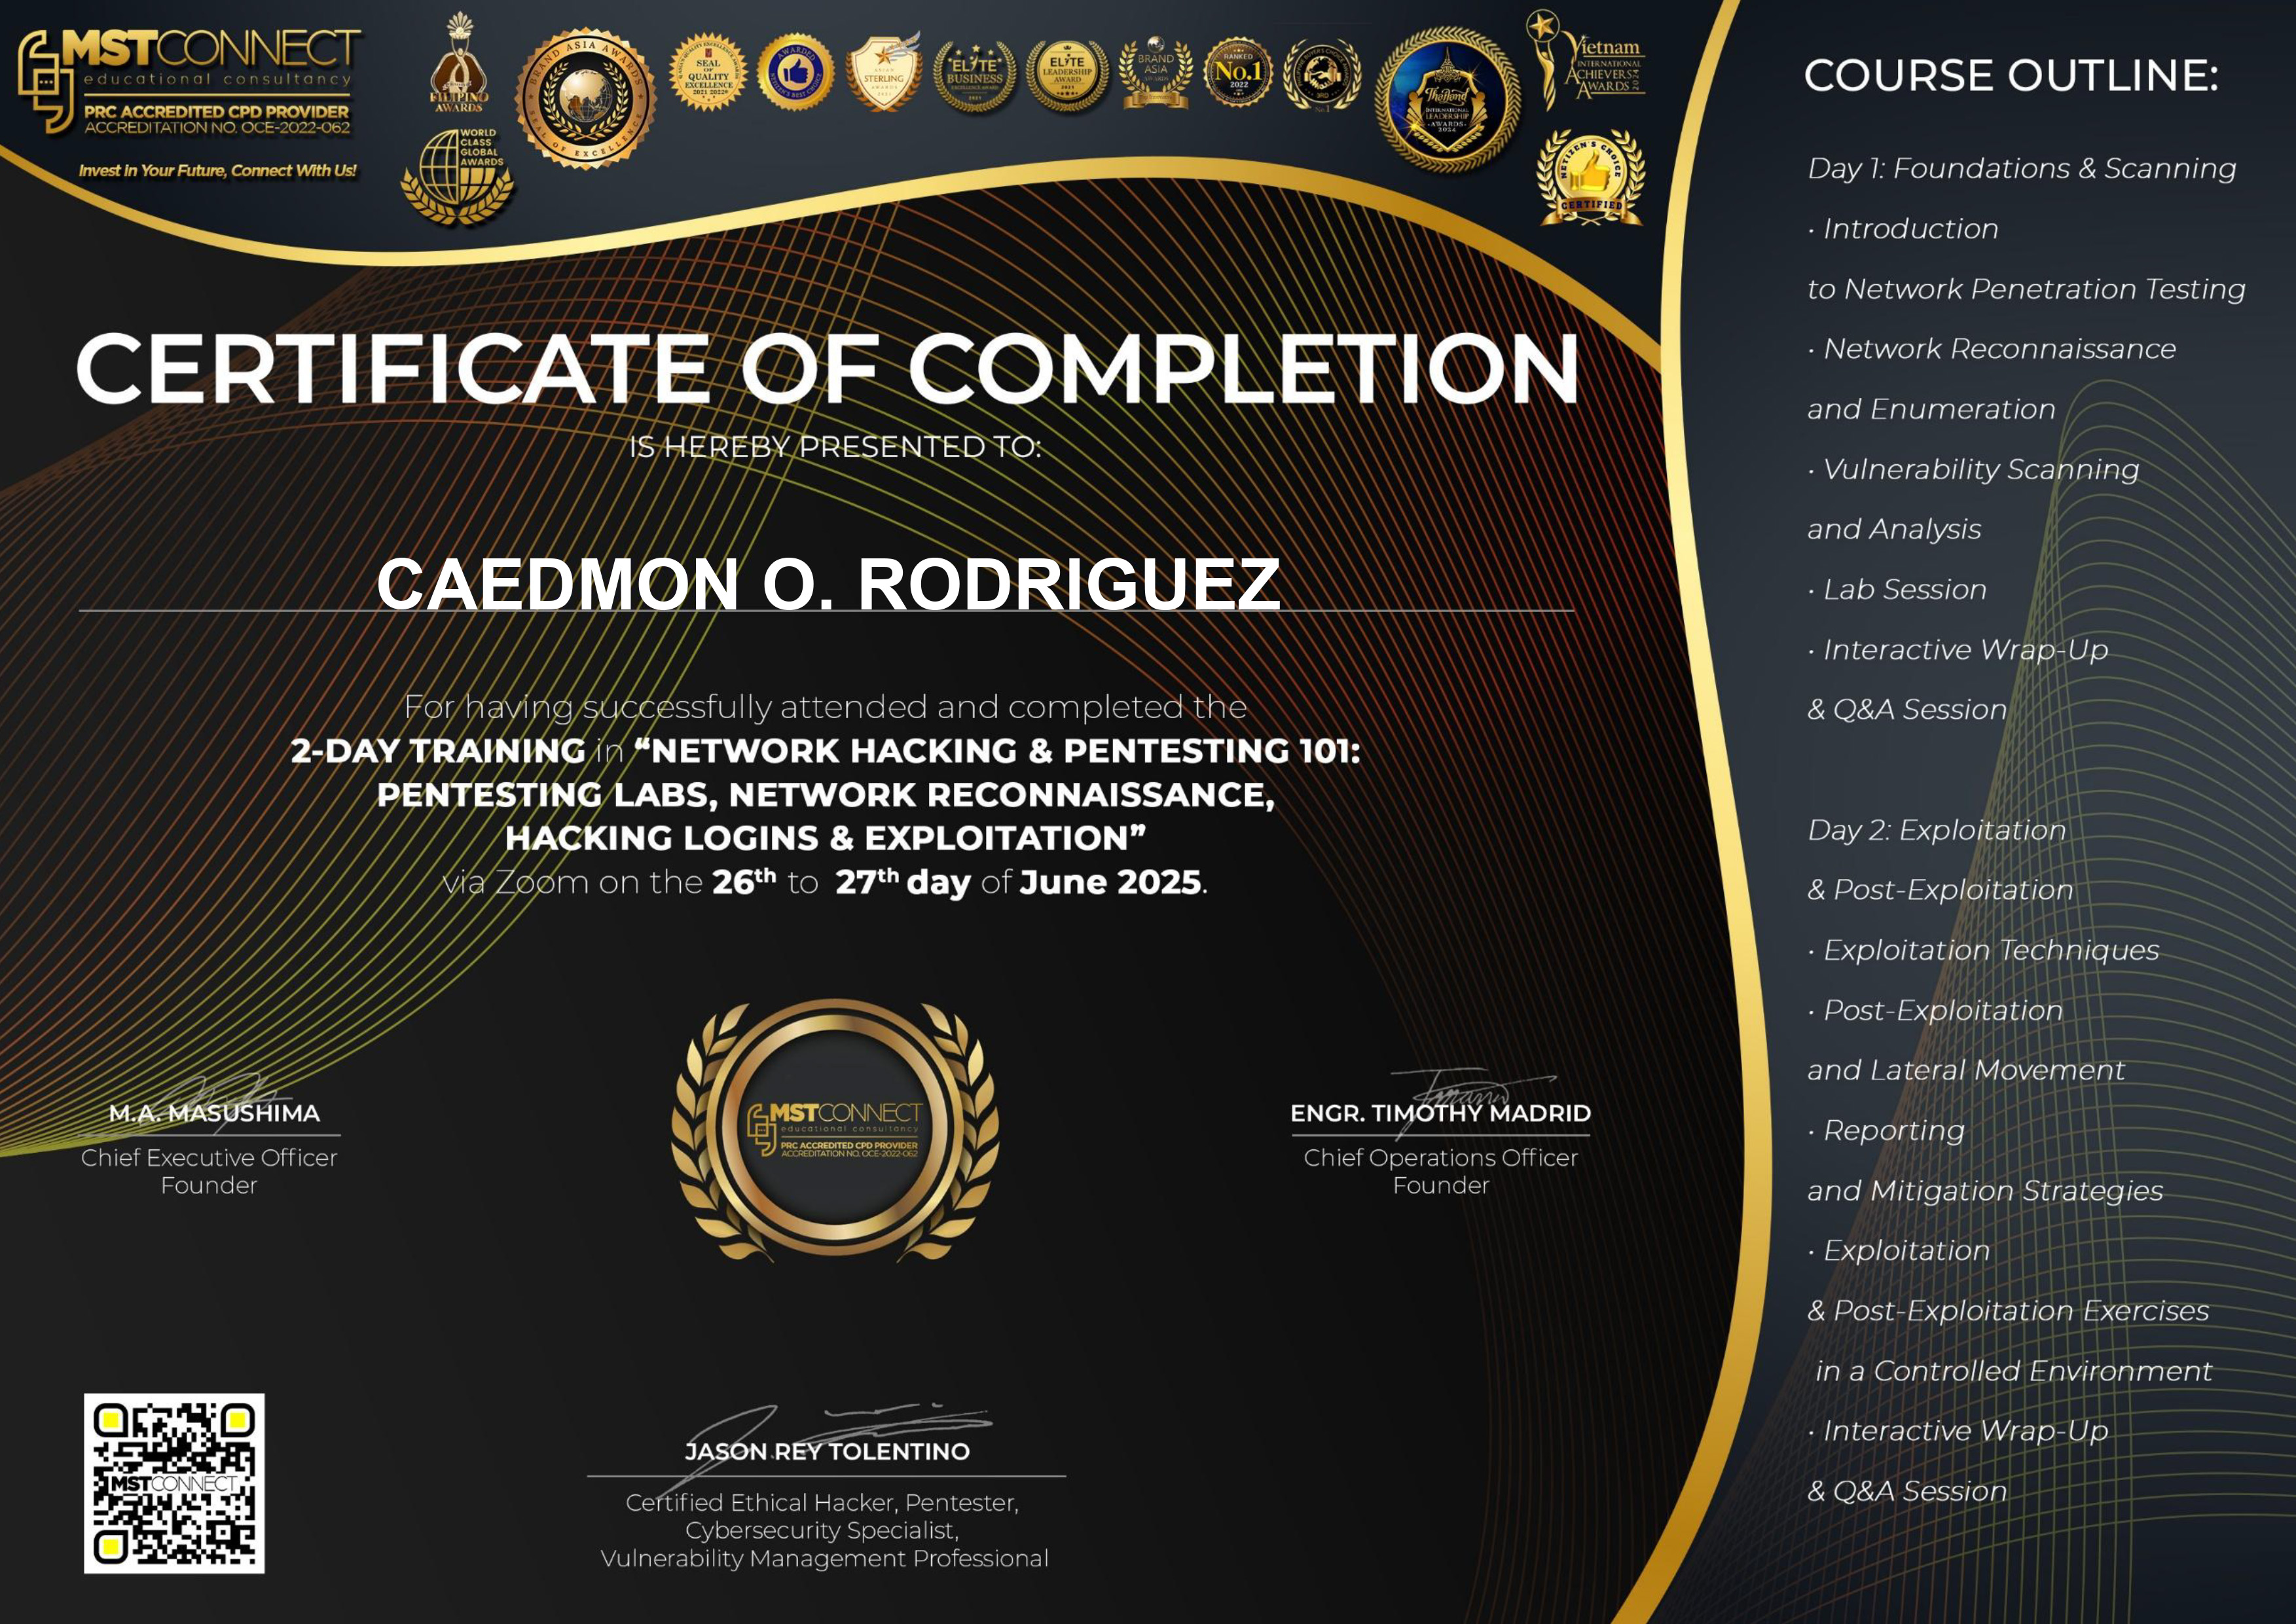 MSTCONNECT
educational consultancy
PRC ACCREDITED CPD PROVIDER
ACCREDITATION NO. OCE-2022-062
Invest In Your Future, Connect With Us!
FILIPINO
AWARDS
WORLD
CLASS
GLOBAL
AWARDS
BRAND ASIA AWARDS
SEAL OF EXCELLENCE
SEAL
OF
QUALITY
EXCELLENCE
AWARDED
STERLING
AWARDS
ELITE
BUSINESS
2021
ELITE
LEADERSHIP
AWARD
2021
BRAND
ASIA
RANKED
No.1
2022
Thailand
INTERNATIONAL
LEADERSHIP
-AWARDS-
2024
Vietnam
INTERNATIONAL
ACHIEVERS
AWARDS
NETIZEN'S CHOICE
CERTIFIED
CERTIFICATE OF COMPLETION
IS HEREBY PRESENTED TO:
CAEDMON O. RODRIGUEZ
For having successfully attended and completed the
2-DAY TRAINING in “NETWORK HACKING & PENTESTING 101:
PENTESTING LABS, NETWORK RECONNAISSANCE,
HACKING LOGINS & EXPLOITATION”
via Zoom on the 26th to 27th day of June 2025.
M.A. MASUSHIMA
Chief Executive Officer
Founder
MSTCONNECT
educational consultancy
PRC ACCREDITED CPD PROVIDER
ACCREDITATION NO. OCE-2022-062
ENGR. TIMOTHY MADRID
Chief Operations Officer
Founder
MSTCONNECT
JASON REY TOLENTINO
Certified Ethical Hacker, Pentester,
Cybersecurity Specialist,
Vulnerability Management Professional
COURSE OUTLINE:
Day 1: Foundations & Scanning
• Introduction
to Network Penetration Testing
• Network Reconnaissance
and Enumeration
• Vulnerability Scanning
and Analysis
• Lab Session
• Interactive Wrap-Up
& Q&A Session
Day 2: Exploitation
& Post-Exploitation
• Exploitation Techniques
• Post-Exploitation
and Lateral Movement
• Reporting
and Mitigation Strategies
• Exploitation
& Post-Exploitation Exercises
in a Controlled Environment
• Interactive Wrap-Up
& Q&A Session